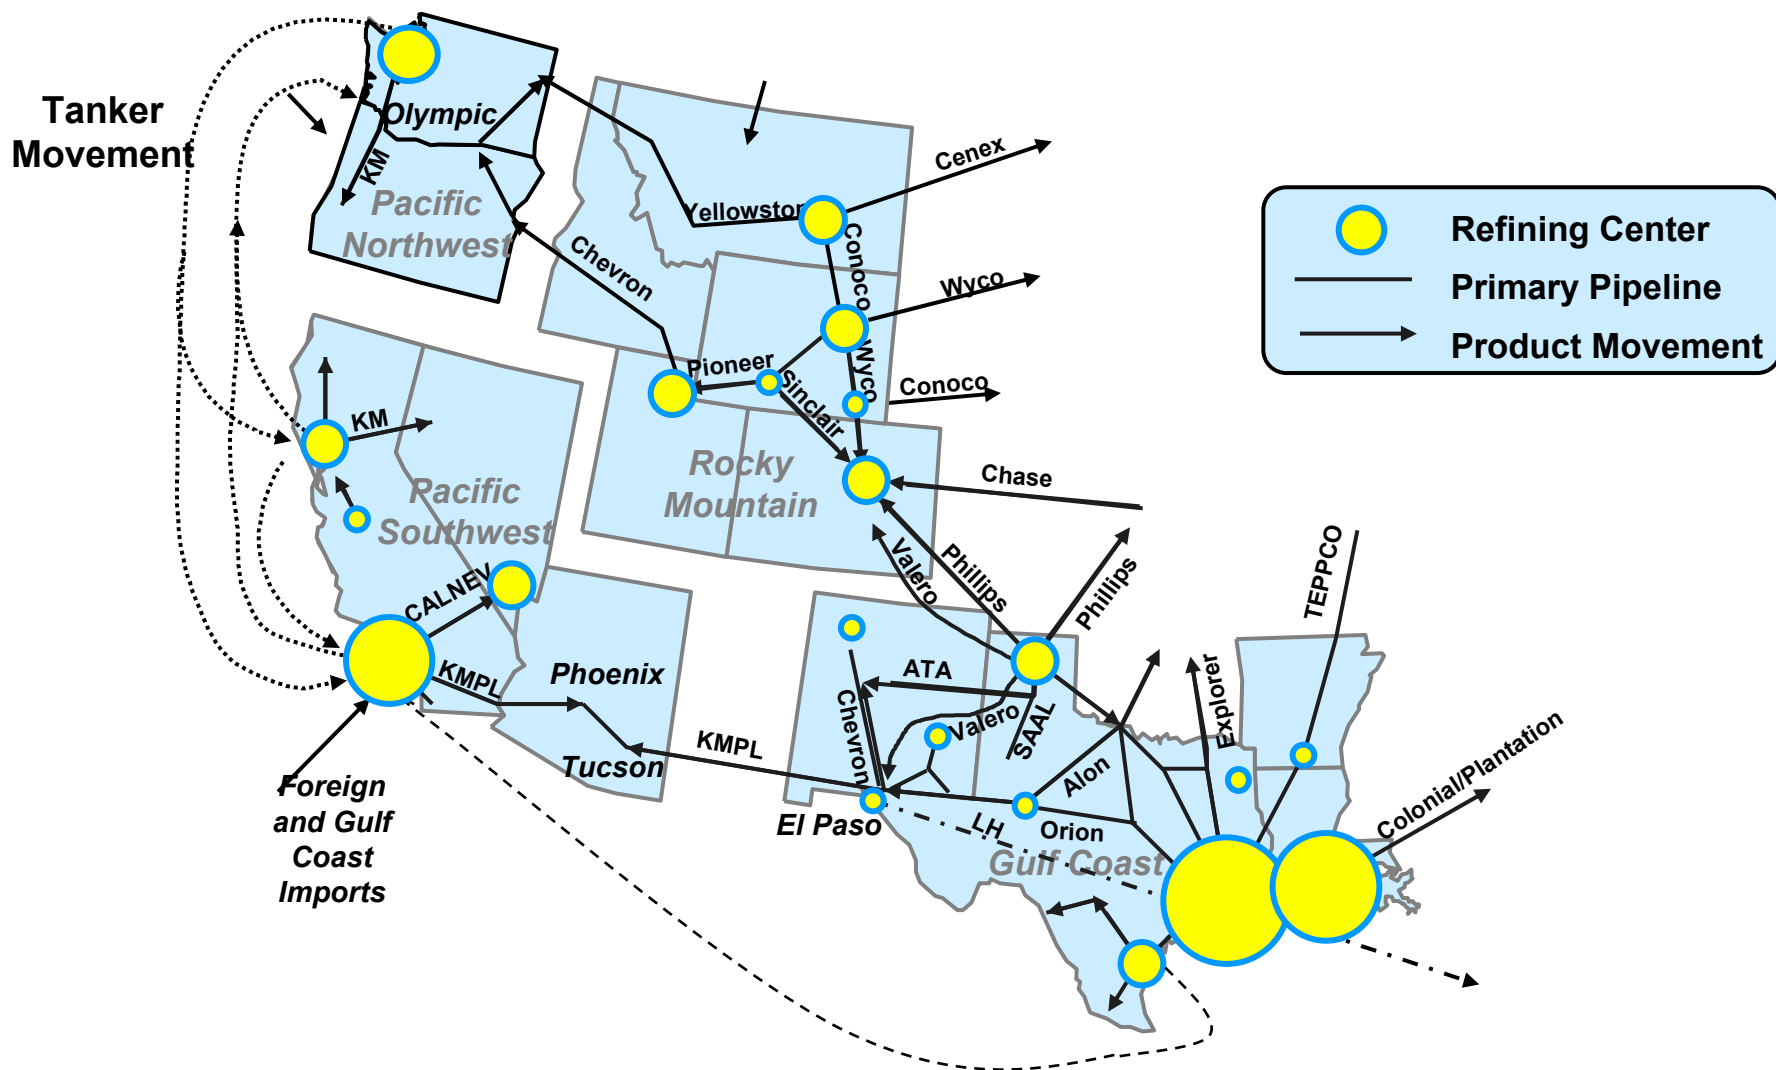 Tanker
Movement
Olympic
KM
Pacific
Northwest
Chevron
Yellowston
Cenex
Conoco
Wyco
Wyco
Pioneer
Sinclair
Conoco
Rocky
Mountain
Chase
KM
Pacific
Southwest
CALNEV
KMPL
Phoenix
Tucson
KMPL
Foreign
and Gulf
Coast
Imports
Valero
Phillips
Phillips
TEPPCO
ATA
Chevron
Valero
SAAL
Alon
Explorer
Colonial/Plantation
El Paso
LH
Orion
Gulf Coast
Refining Center
Primary Pipeline
Product Movement